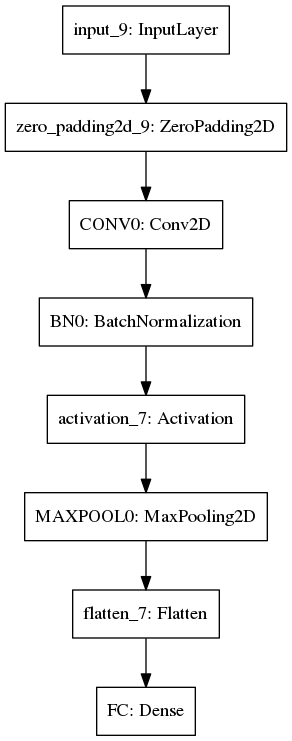 input_9: InputLayer
zero_padding2d_9: ZeroPadding2D
CONV0: Conv2D
BN0: BatchNormalization
activation_7: Activation
MAXPOOL0: MaxPooling2D
flatten_7: Flatten
FC: Dense